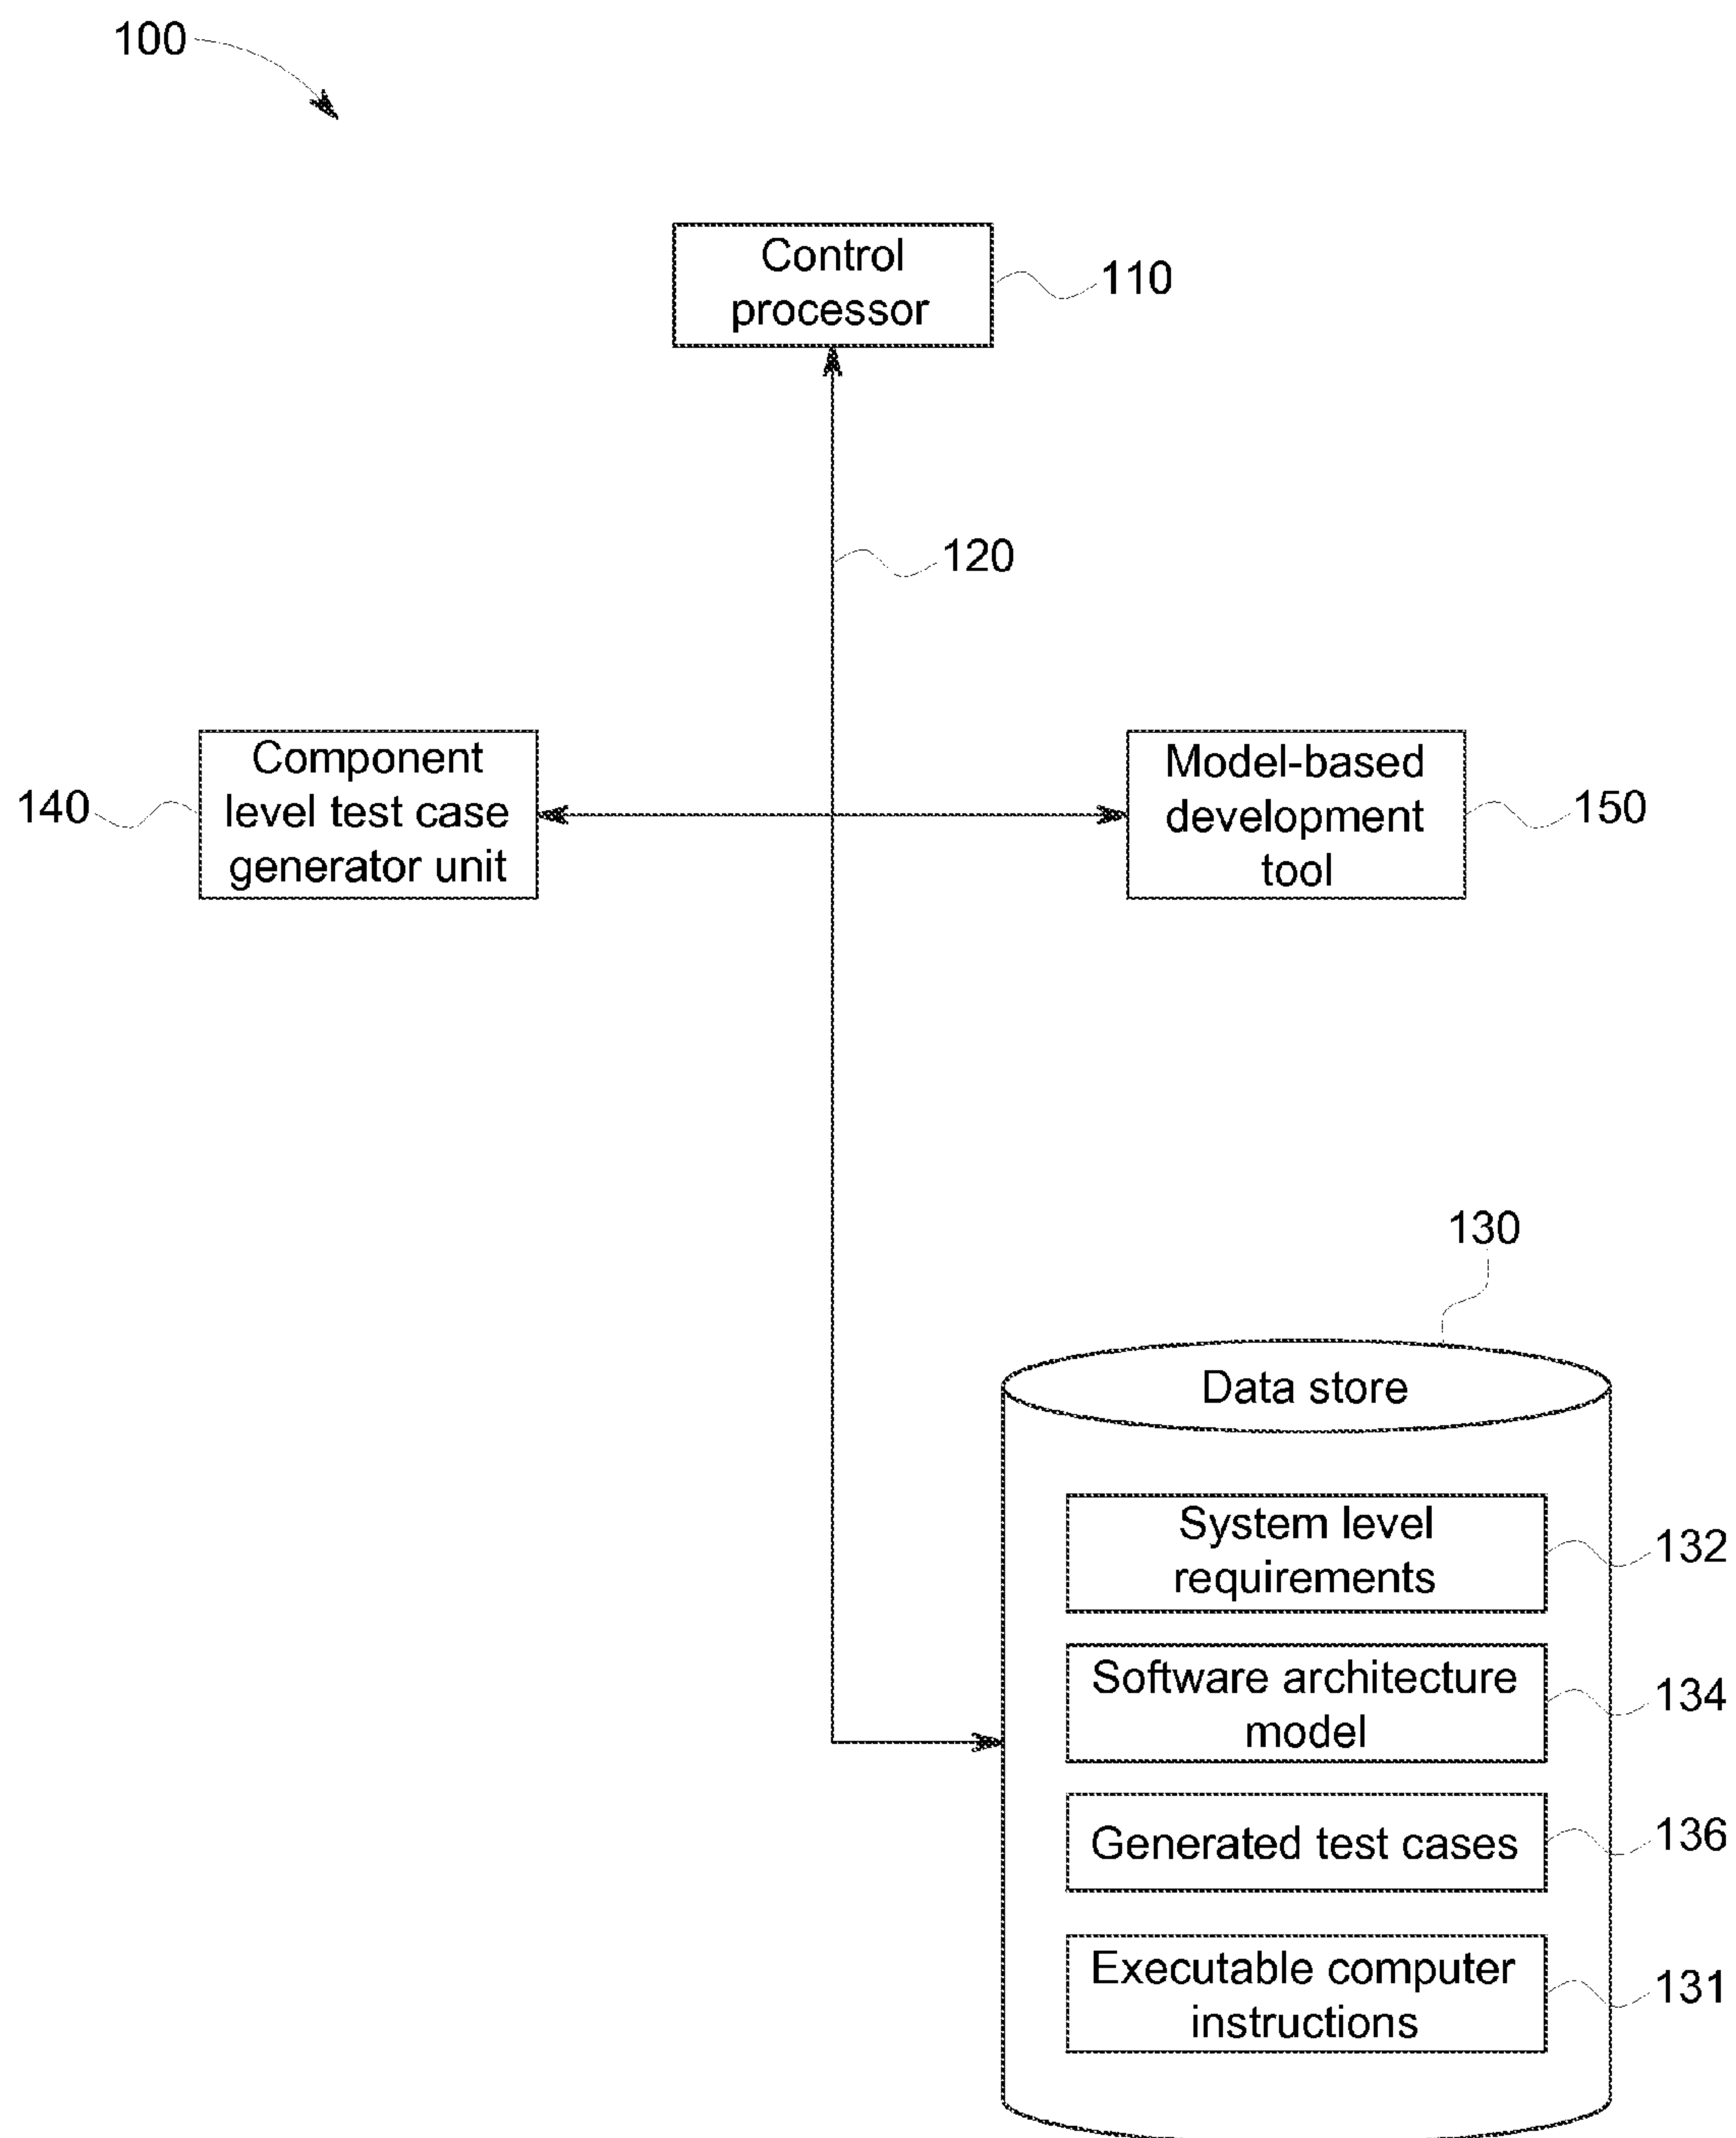 100
Control
processor
110
120
Component
level test case
generator unit
140
Model-based
development
tool
150
130
Data store
System level
requirements
132
Software architecture
model
134
Generated test cases
136
Executable computer
instructions
131